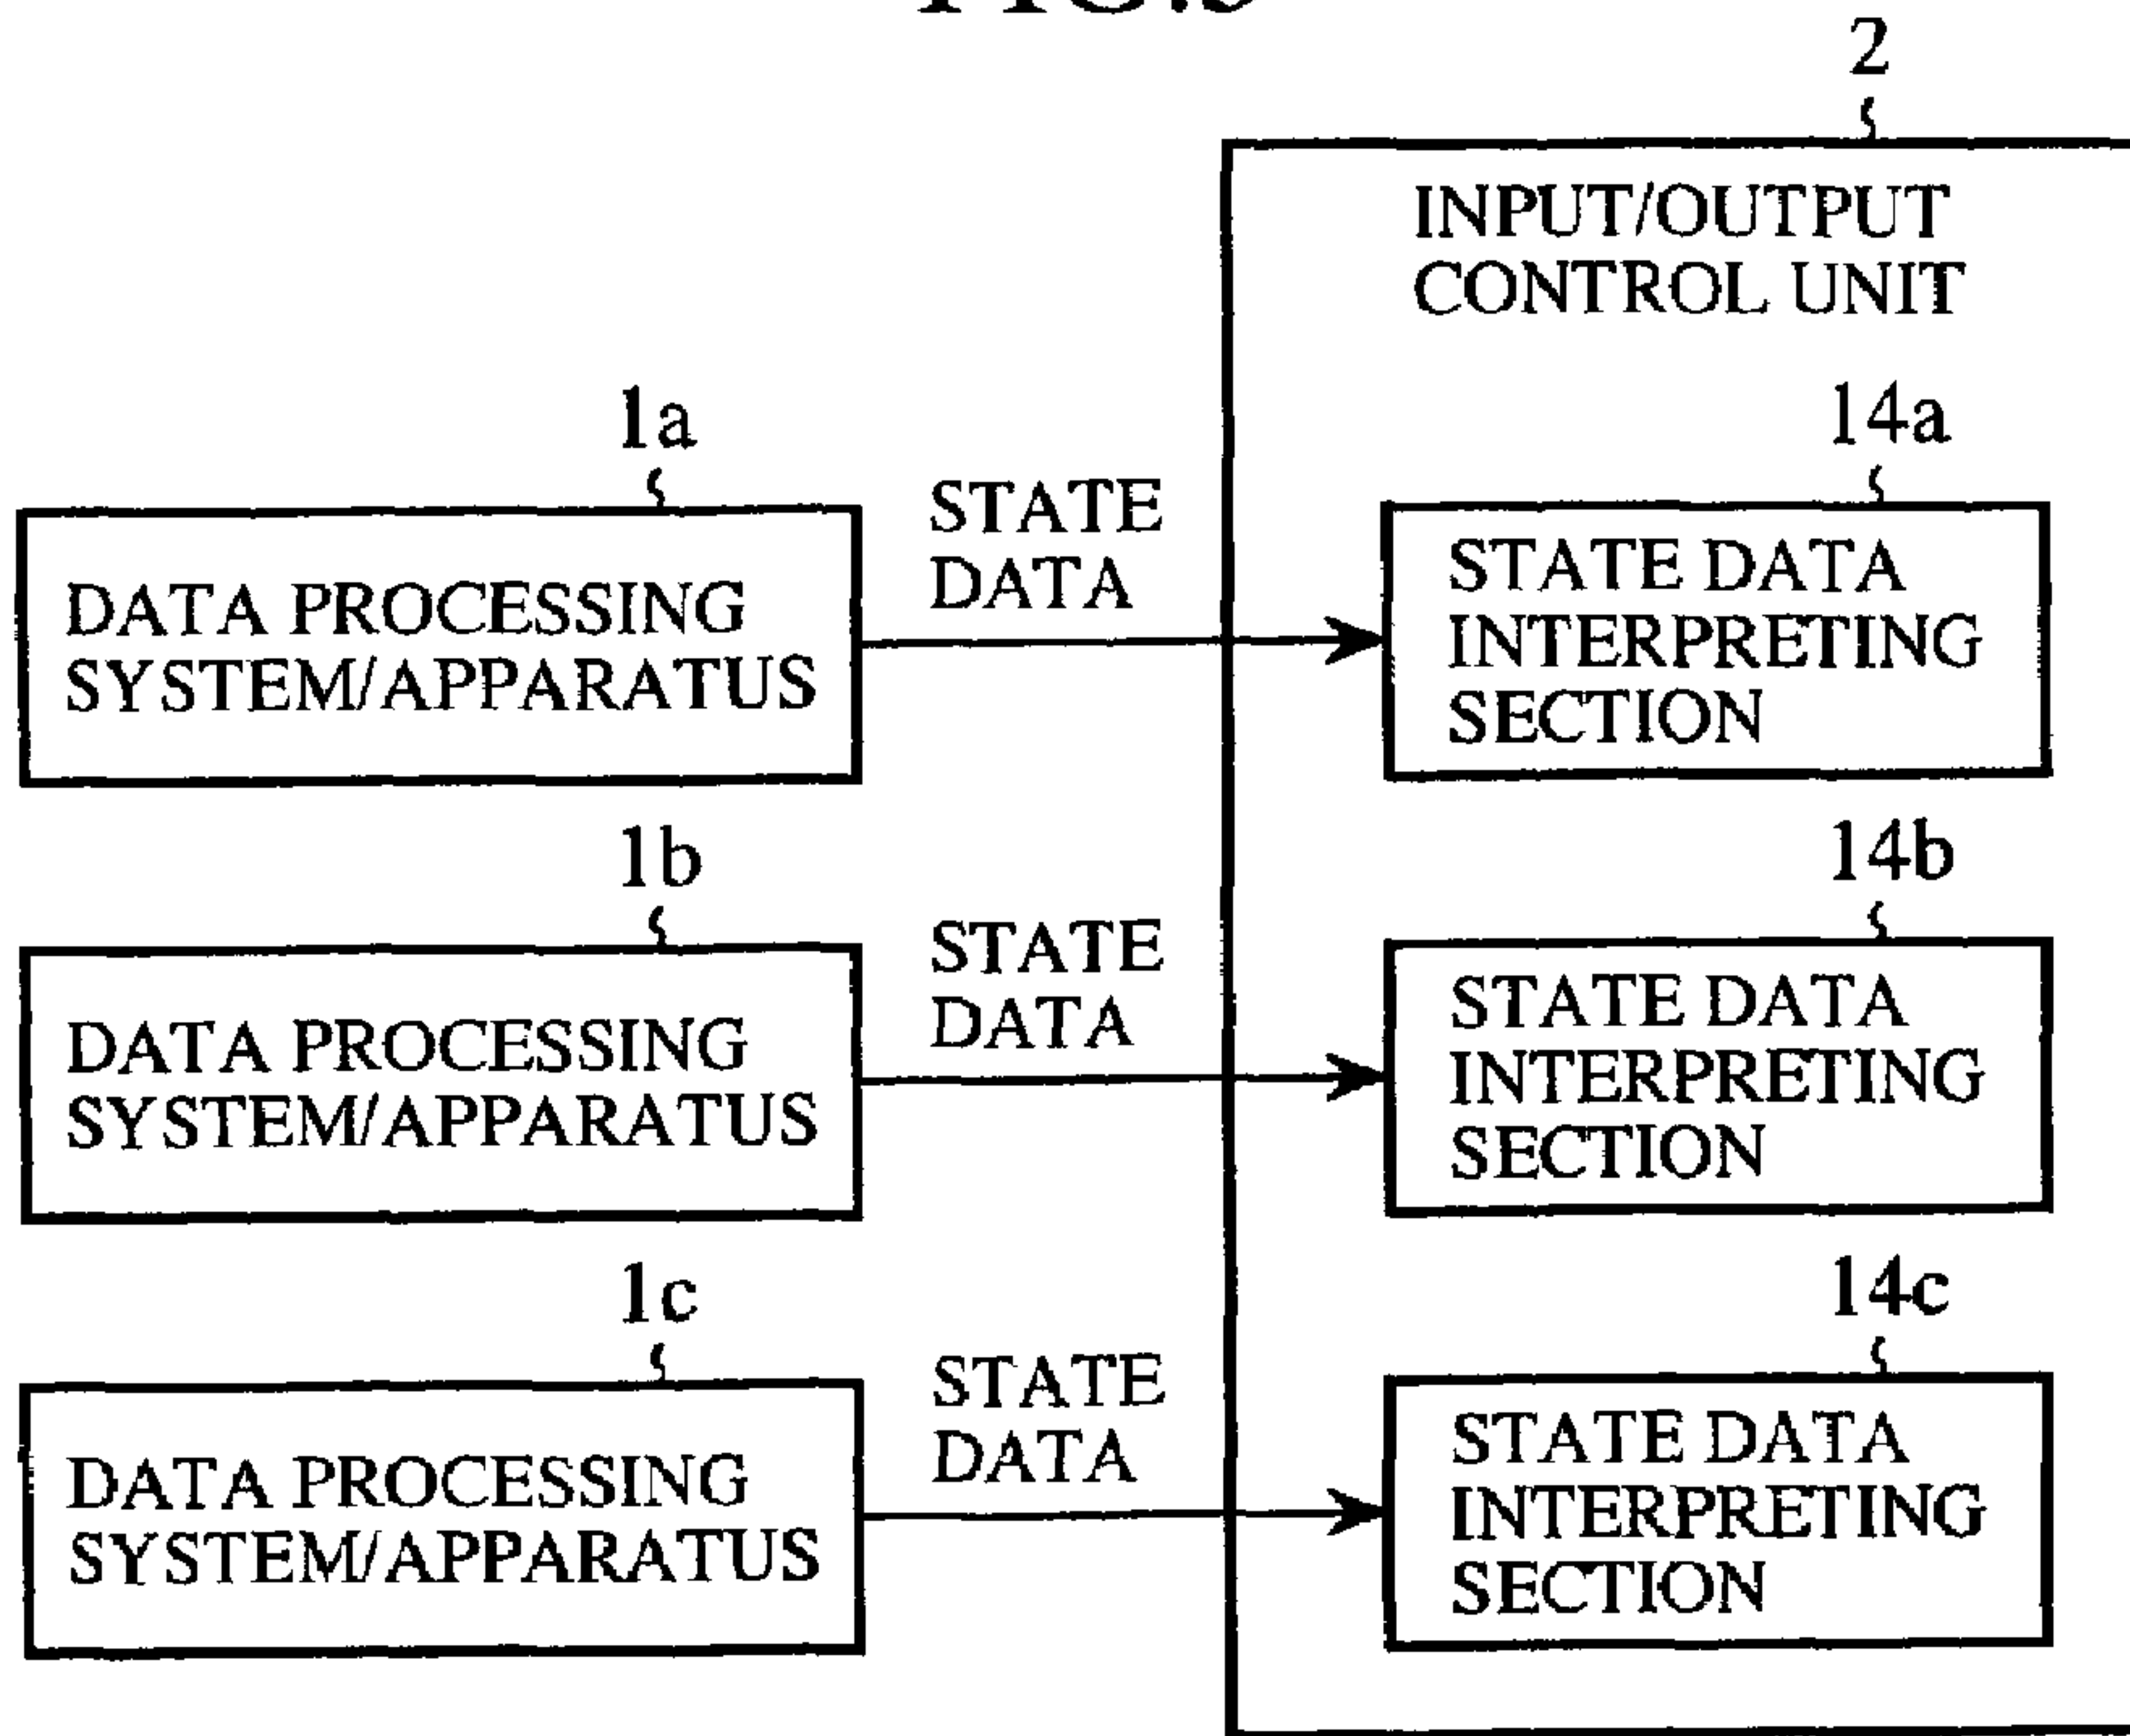 2
INPUT/OUTPUT
CONTROL UNIT
1a
14a
STATE
DATA
DATA PROCESSING
SYSTEM/APPARATUS
STATE DATA
INTERPRETING
SECTION
1b
14b
STATE
DATA
DATA PROCESSING
SYSTEM/APPARATUS
STATE DATA
INTERPRETING
SECTION
1c
14c
STATE
DATA
DATA PROCESSING
SYSTEM/APPARATUS
STATE DATA
INTERPRETING
SECTION